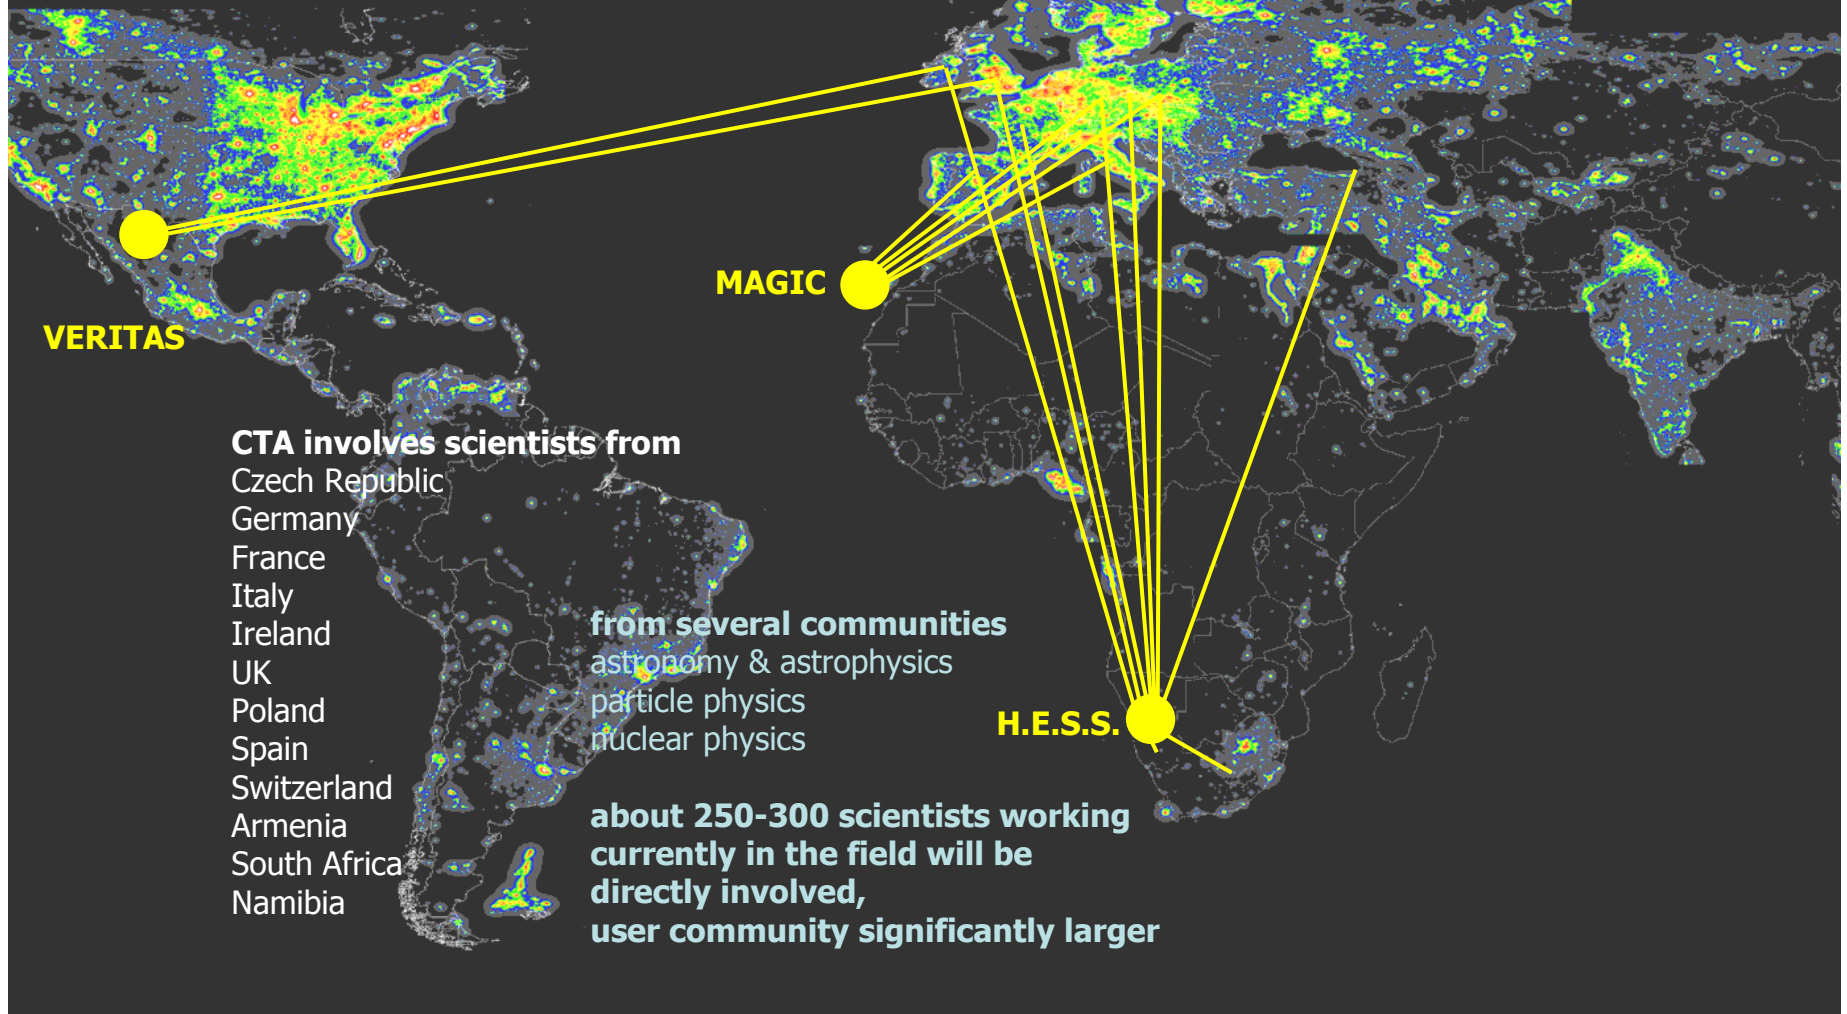 MAGIC
VERITAS
CTA involves scientists from
Czech Republic
Germany
France
Italy
Ireland
UK
Poland
Spain
Switzerland
Armenia
South Africa
Namibia
from several communities
astronomy & astrophysics
particle physics
nuclear physics
H.E.S.S.
about 250-300 scientists working
currently in the field will be
directly involved,
user community significantly larger